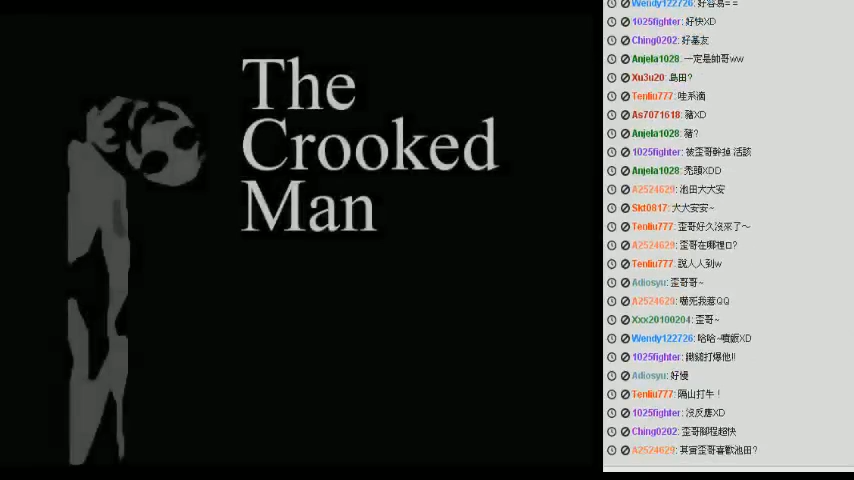 The
Crooked
Man
Wendy122726: 好容易= =
1025fighter: 好快XD
Ching0202: 好基友
Anjela1028: 一定是帥哥ww
Xu3u20: 島田?
Tenliu777: 哇系滴
As7071618: 豬XD
Anjela1028: 豬?
1025fighter: 被歪哥幹掉 活該
Anjela1028: 禿頭XDD
A2524629: 池田大大安
Skt0817: 大大安安~
Tenliu777: 歪哥好久沒來了～
A2524629: 歪哥在哪裡?
Tenliu777: 說人人到w
Adiosyu: 歪哥哥~
A2524629: 嚇死我惹QQ
Xxx20100204: 歪哥~
Wendy122726: 哈哈~噴飯XD
1025fighter: 鐵鎚打爆他!!
Adiosyu: 好慢
Tenliu777: 隔山打牛！
1025fighter: 沒反應XD
Ching0202: 歪哥腳程超快
A2524629: 其實歪哥喜歡池田?